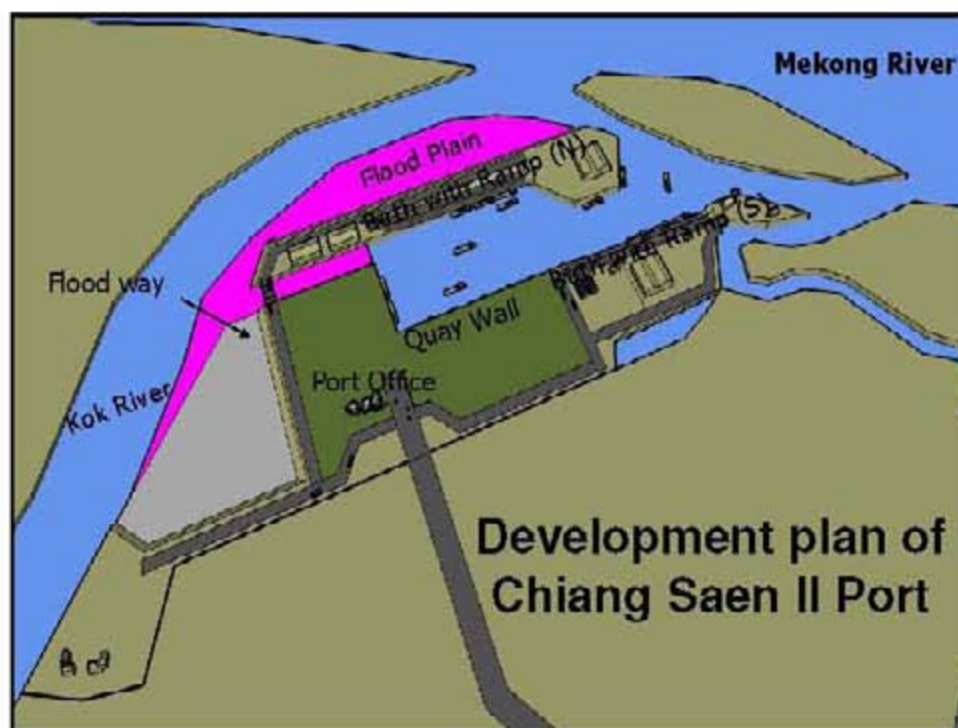 Mekong River
Flood Plain
Berth with Ramp (N)
Ramp (S)
Flood way
Quay Wall
Port Office
Kok River
Development plan of
Chiang Saen II Port